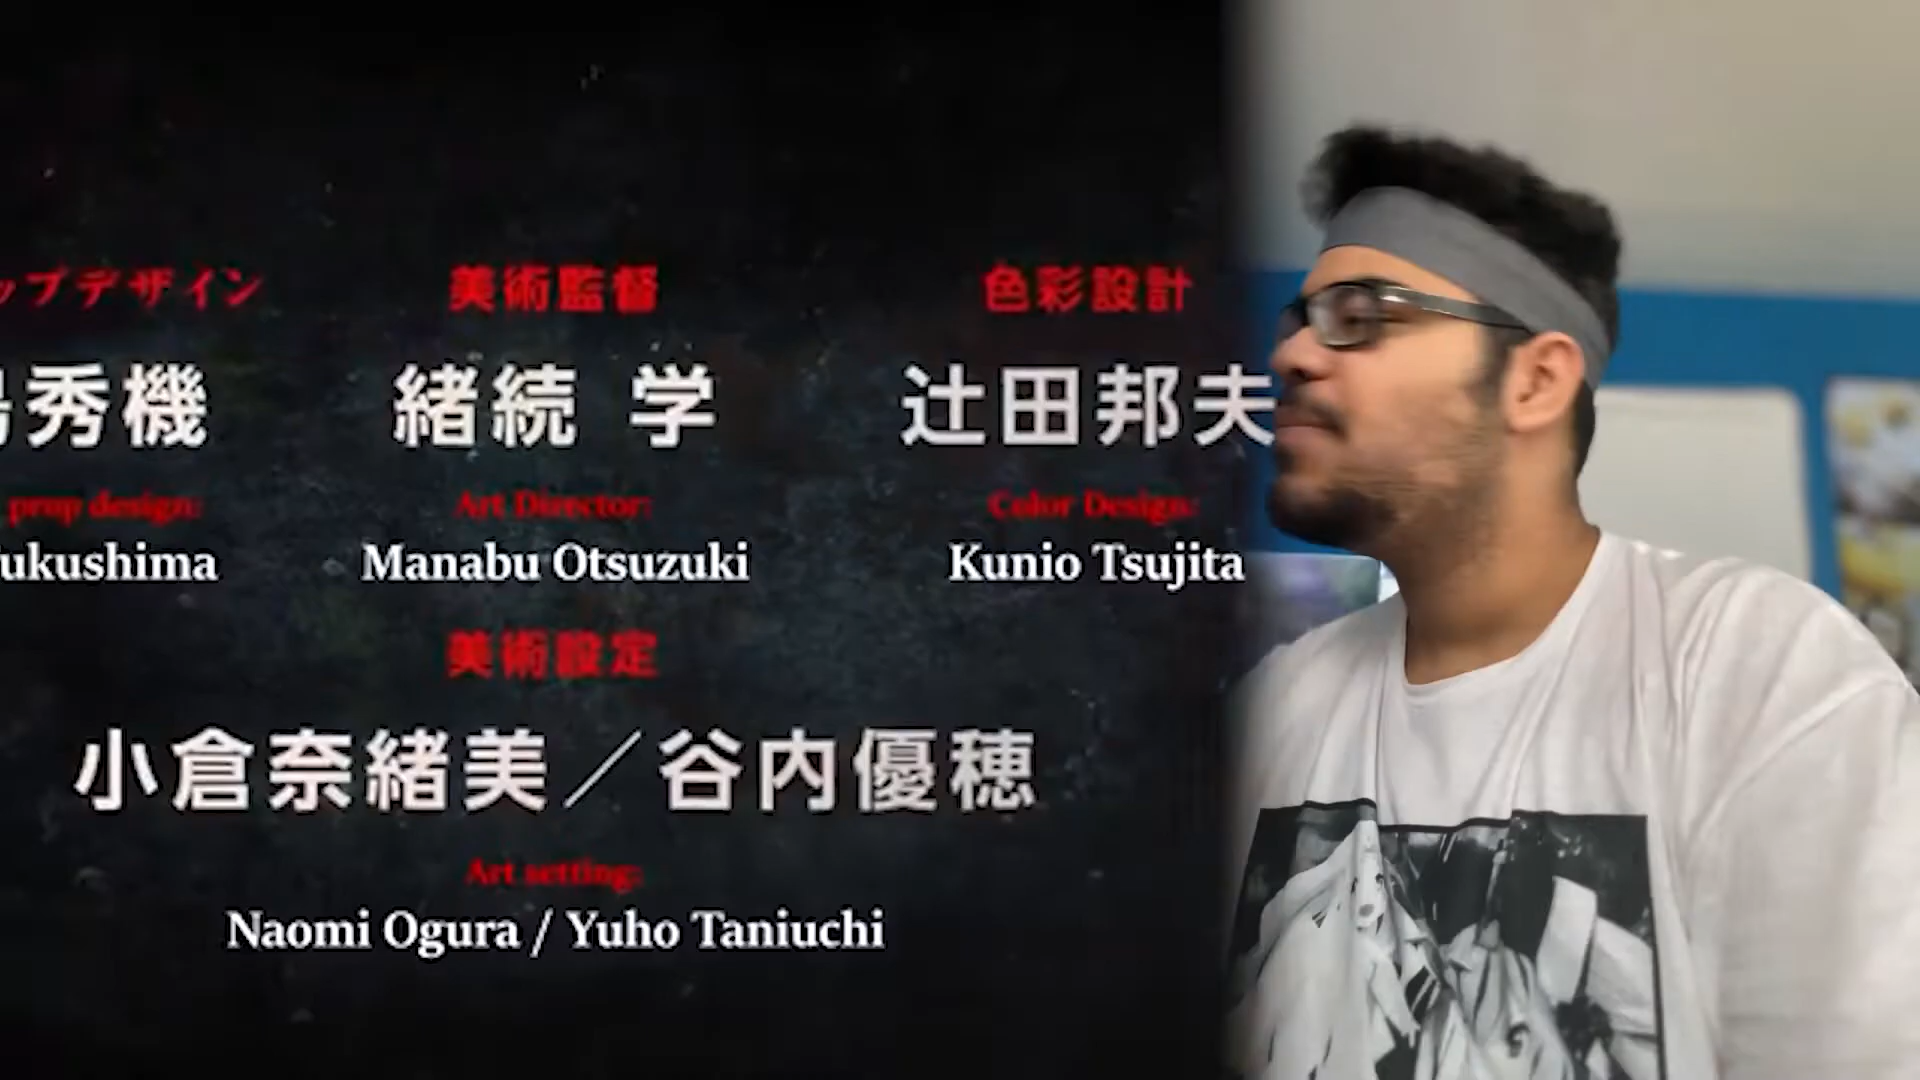 ップデザイン 美術監督 色彩設計
秀機 緒続 学 辻田邦夫
prop design: Art Director: Color Design:
ukushima Manabu Otsuzuki Kunio Tsujita
美術設定
小倉奈緒美／谷内優穂
Art setting:
Naomi Ogura / Yuho Taniuchi